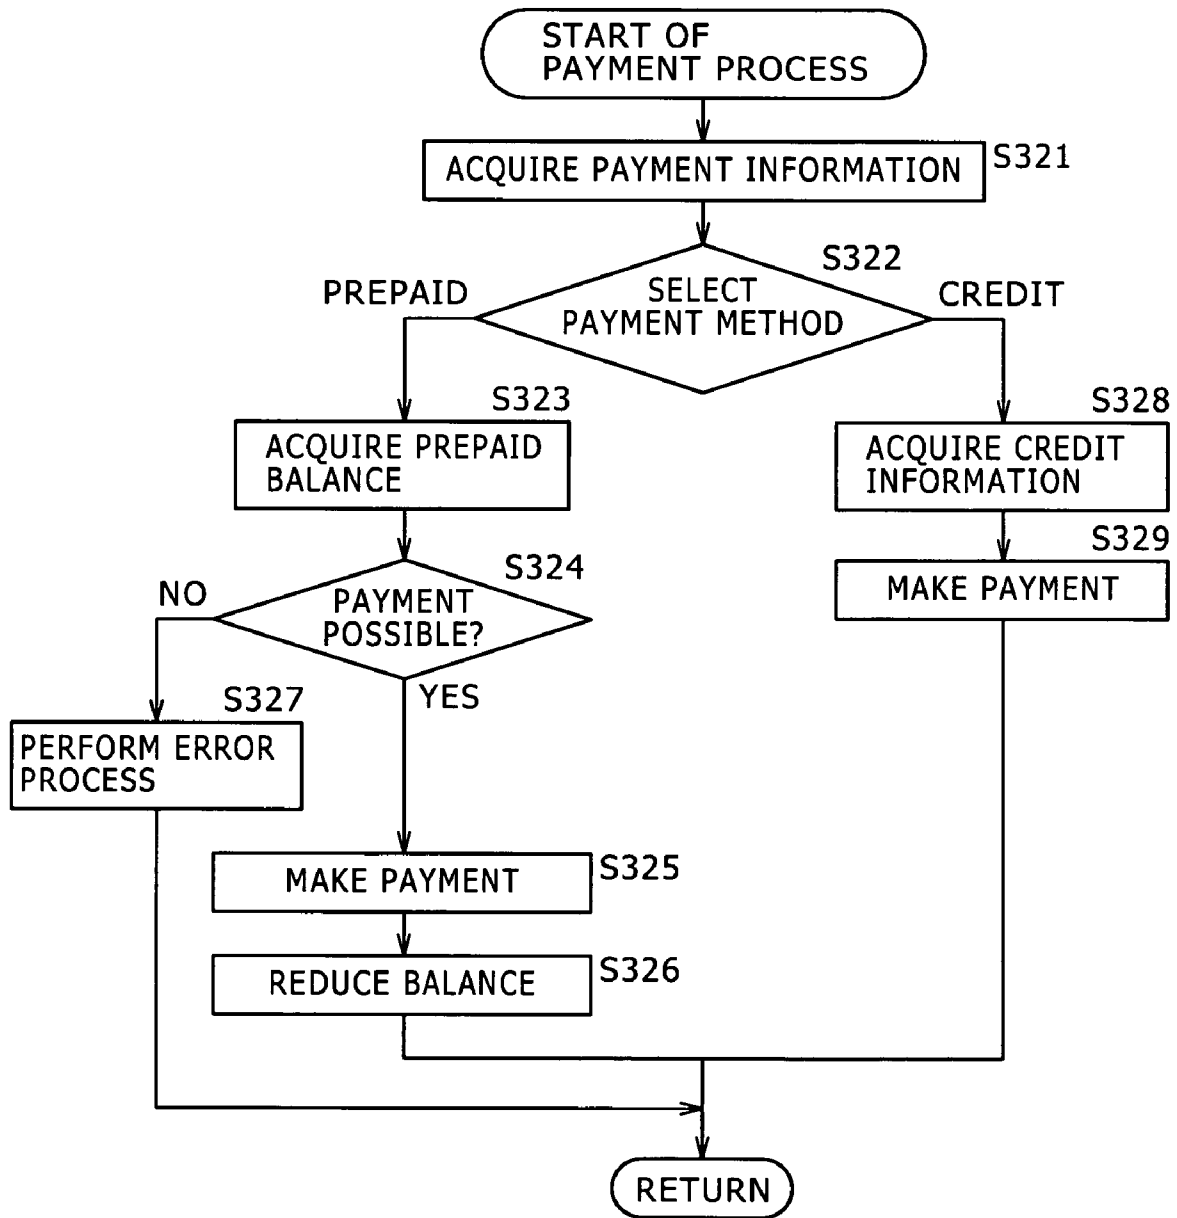 START OF
PAYMENT PROCESS
ACQUIRE PAYMENT INFORMATION
S321
S322
SELECT
PAYMENT METHOD
PREPAID
CREDIT
S323
ACQUIRE PREPAID
BALANCE
S328
ACQUIRE CREDIT
INFORMATION
S324
PAYMENT
POSSIBLE?
NO
YES
S329
MAKE PAYMENT
S327
PERFORM ERROR
PROCESS
MAKE PAYMENT
S325
REDUCE BALANCE
S326
RETURN